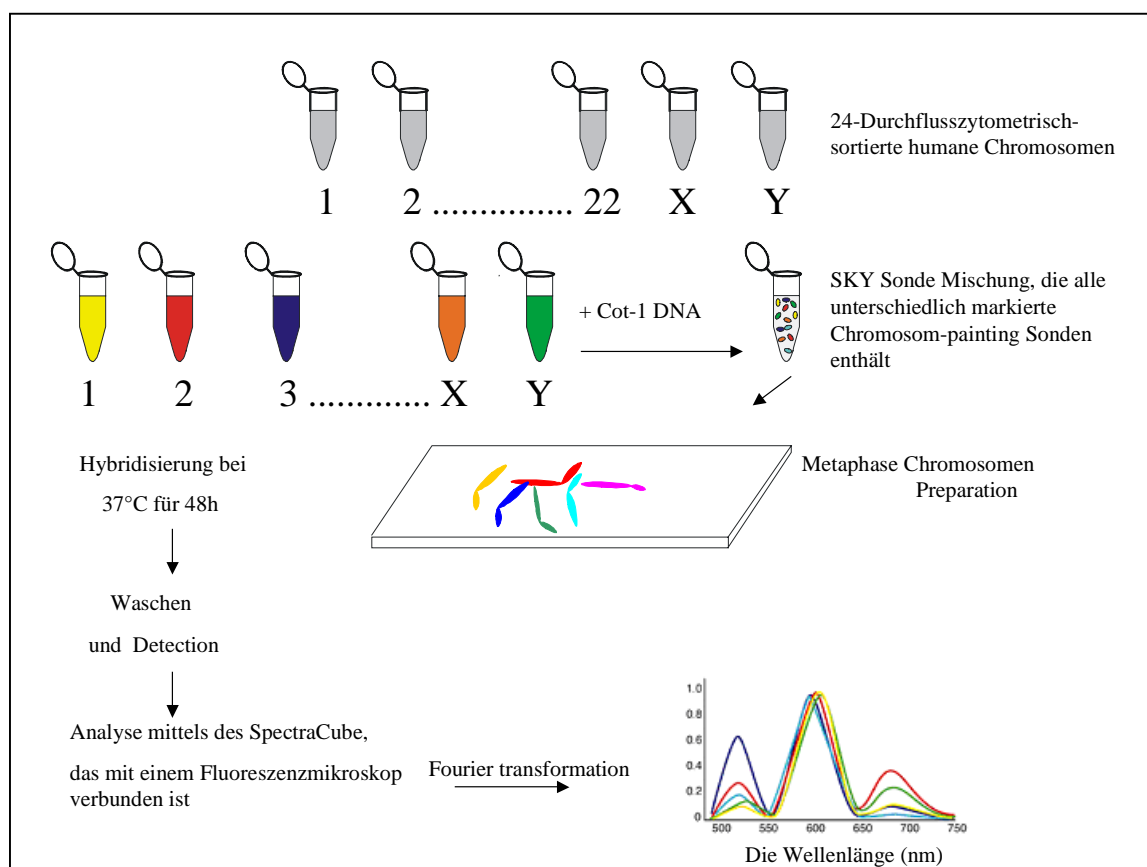 24-Durchflusszytometrisch-
sortierte humane Chromosomen
1 2 ............... 22 X Y
+ Cot-1 DNA
SKY Sonde Mischung, die alle
unterschiedlich markierte
Chromosom-painting Sonden
enthält
1 2 3 ............. X Y
Hybridisierung bei
37°C für 48h
Metaphase Chromosomen
Preparation
Waschen
und Detection
Analyse mittels des SpectraCube,
das mit einem Fluoreszenzmikroskop
verbunden ist
Fourier transformation
1.0
0.8
0.6
0.4
0.2
0
500 550 600 650 700 750
Die Wellenlänge (nm)